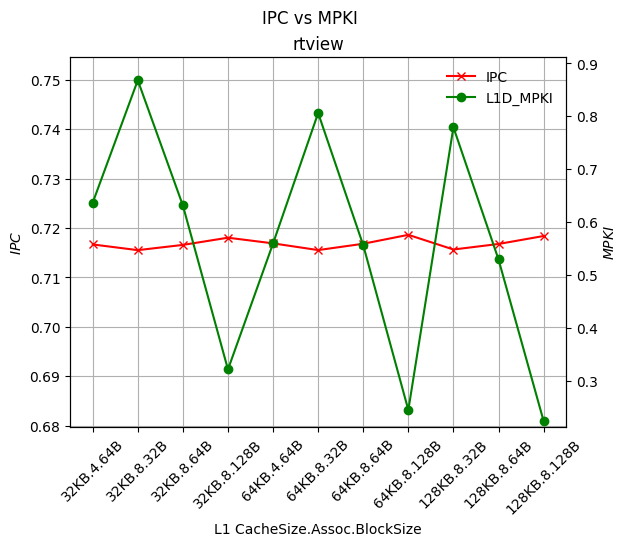 IPC vs MPKI
rtview
IPC
L1D_MPKI
0.75
0.74
0.73
0.72
0.71
0.70
0.69
0.68
IPC
0.9
0.8
0.7
0.6
0.5
0.4
0.3
MPKI
32KB.4.64B
32KB.8.32B
32KB.8.64B
32KB.8.128B
64KB.4.64B
64KB.8.32B
64KB.8.64B
64KB.8.128B
128KB.8.32B
128KB.8.64B
128KB.8.128B
L1 CacheSize.Assoc.BlockSize